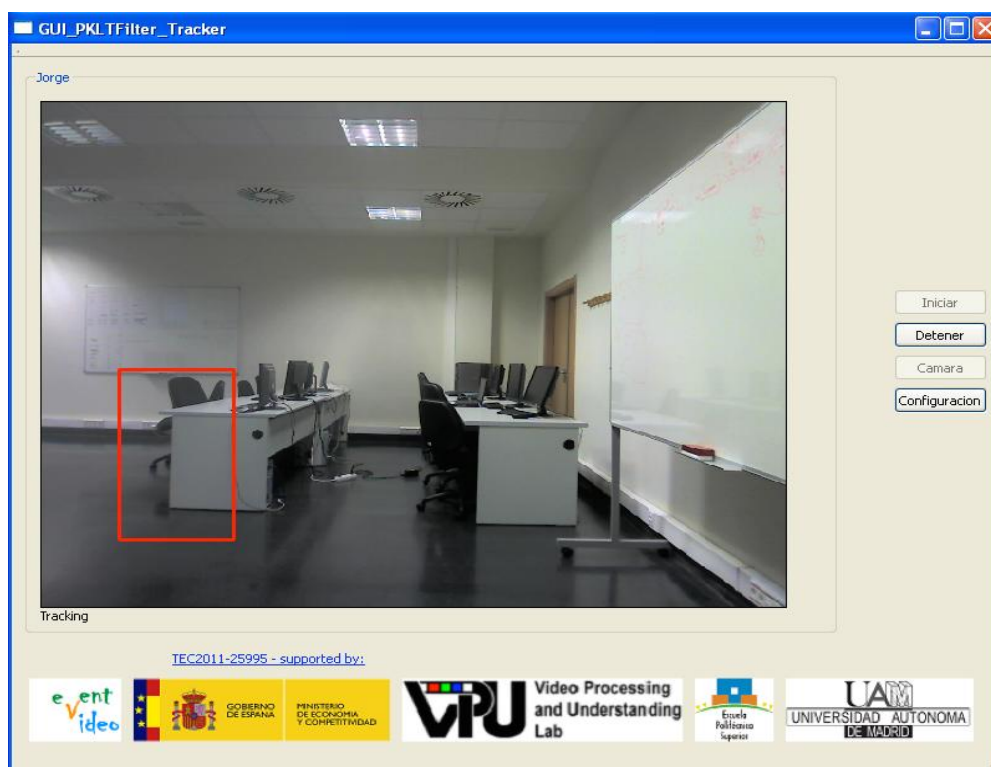 GUI_PKLTFilter_Tracker
Jorge
Iniciar
Detener
Camara
Configuracion
Tracking
TEC2011-25995 - supported by:
event
Video
GOBIERNO
DE ESPAÑA
MINISTERIO
DE ECONOMIA
Y COMPETITIVIDAD
VPU
Video Processing
and Understanding
Lab
Escuela
Politécnica
Superior
UAM
UNIVERSIDAD AUTONOMA
DE MADRID